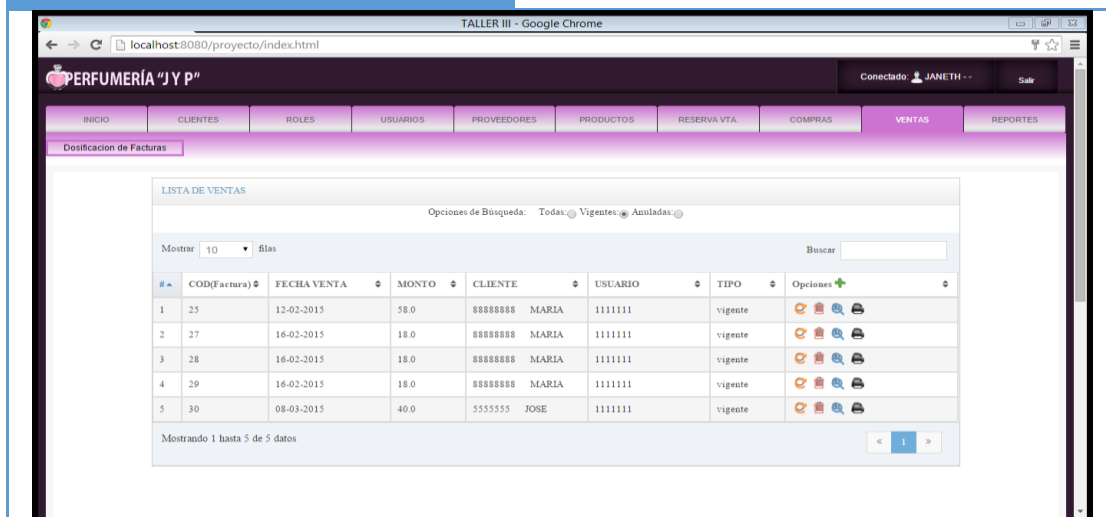 TALLER III - Google Chrome
localhost:8080/proyecto/index.html
PERFUMERÍA "J Y P"
Conectado: JANETH - -
Salir
INICIO CLIENTES ROLES USUARIOS PROVEEDORES PRODUCTOS RESERVA VTA. COMPRAS VENTAS REPORTES
Dosificacion de Facturas
LISTA DE VENTAS
Opciones de Búsqueda: Todas: Vigentes: Anuladas:
Mostrar 10 filas Buscar
# COD(Factura) FECHA VENTA MONTO CLIENTE USUARIO TIPO Opciones
1 25 12-02-2015 58.0 88888888 MARIA 1111111 vigente
2 27 16-02-2015 18.0 88888888 MARIA 1111111 vigente
3 28 16-02-2015 18.0 88888888 MARIA 1111111 vigente
4 29 16-02-2015 18.0 88888888 MARIA 1111111 vigente
5 30 08-03-2015 40.0 5555555 JOSE 1111111 vigente
Mostrando 1 hasta 5 de 5 datos
« 1 »